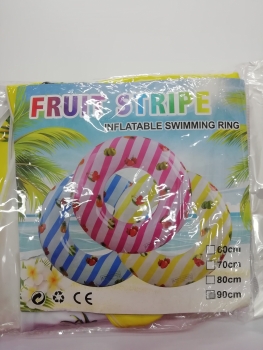 FRUIT STRIPE
INFLATABLE SWIMMING RING
60cm
70cm
80cm
90cm
CE